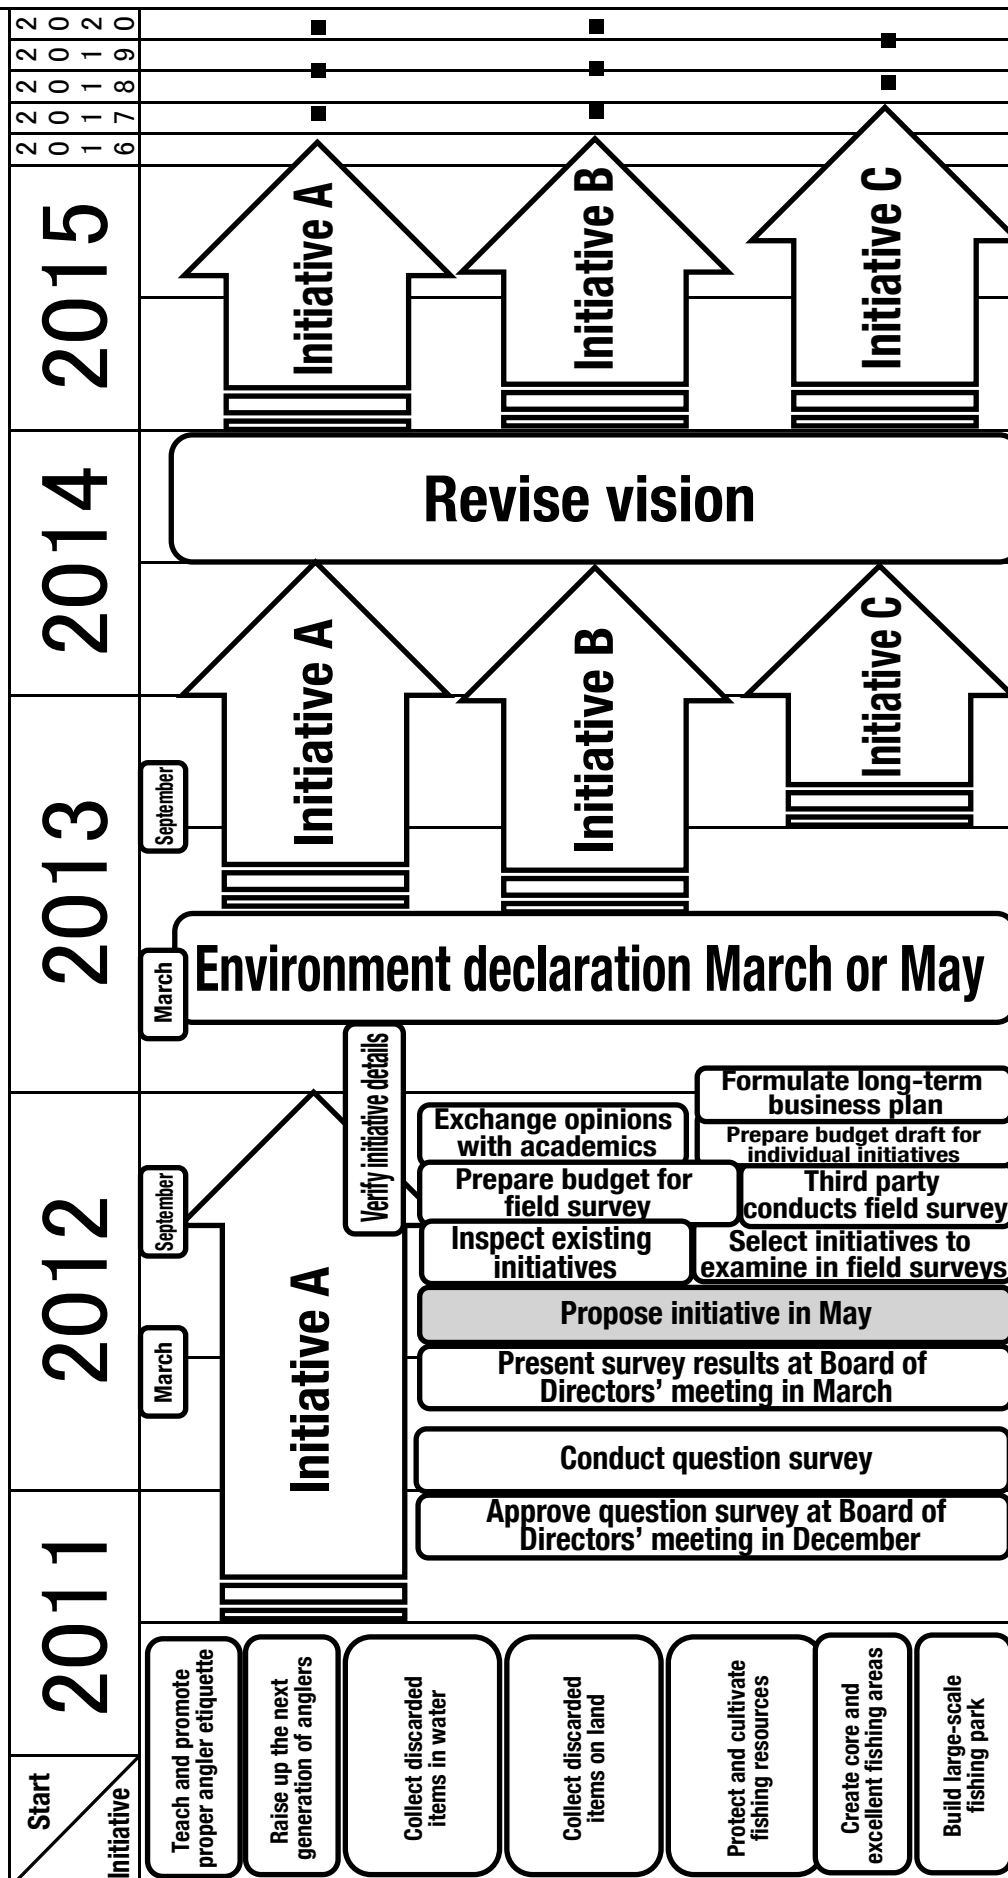 2020
2019
2018
2017
2016
2015
2014
2013
2012
2011
Start
Initiative
Initiative A
Initiative B
Initiative C
Revise vision
Initiative A
Initiative B
Initiative C
September
March
Environment declaration March or May
Verify initiative details
Formulate long-term
business plan
Exchange opinions
with academics
Prepare budget draft for
individual initiatives
Prepare budget for
field survey
Third party
conducts field survey
Inspect existing
initiatives
Select initiatives to
examine in field surveys
September
March
Initiative A
Propose initiative in May
Present survey results at Board of
Directors’ meeting in March
Conduct question survey
Approve question survey at Board of
Directors’ meeting in December
Teach and promote
proper angler etiquette
Raise up the next
generation of anglers
Collect discarded
items in water
Collect discarded
items on land
Protect and cultivate
fishing resources
Create core and
excellent fishing areas
Build large-scale
fishing park